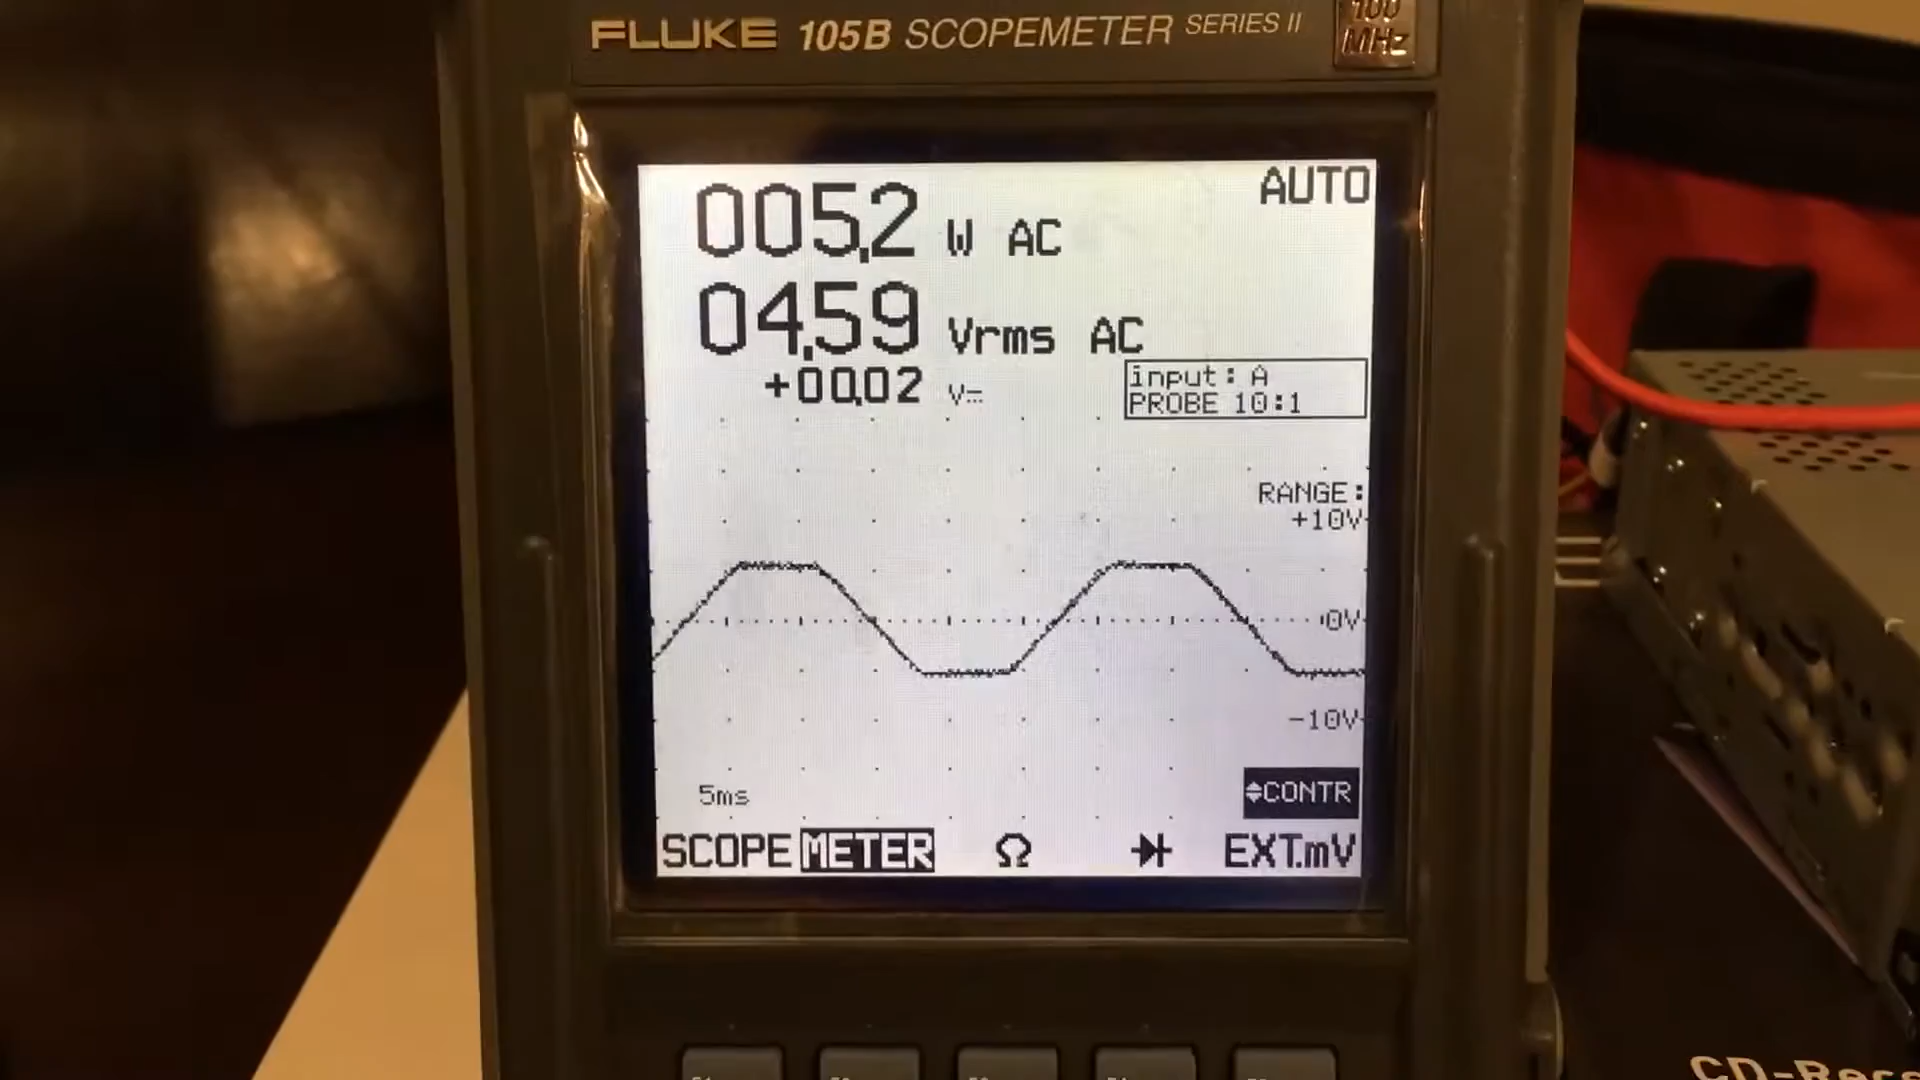 FLUKE 105B SCOPEMETER SERIES II
100 MHz
AUTO
005,2 W AC
04,59 Vrms AC
+00,02 V
input: A
PROBE 10:1
RANGE:
+10V
0V
-10V
5ms
CONTR
SCOPE METER Ω EXT.mV